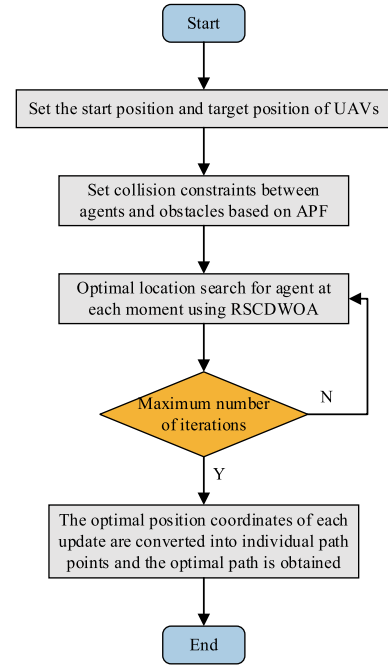 Start
Set the start position and target position of UAVs
Set collision constraints between
agents and obstacles based on APF
Optimal location search for agent at
each moment using RSCDWOA
Maximum number
of iterations
N
Y
The optimal position coordinates of each
update are converted into individual path
points and the optimal path is obtained
End